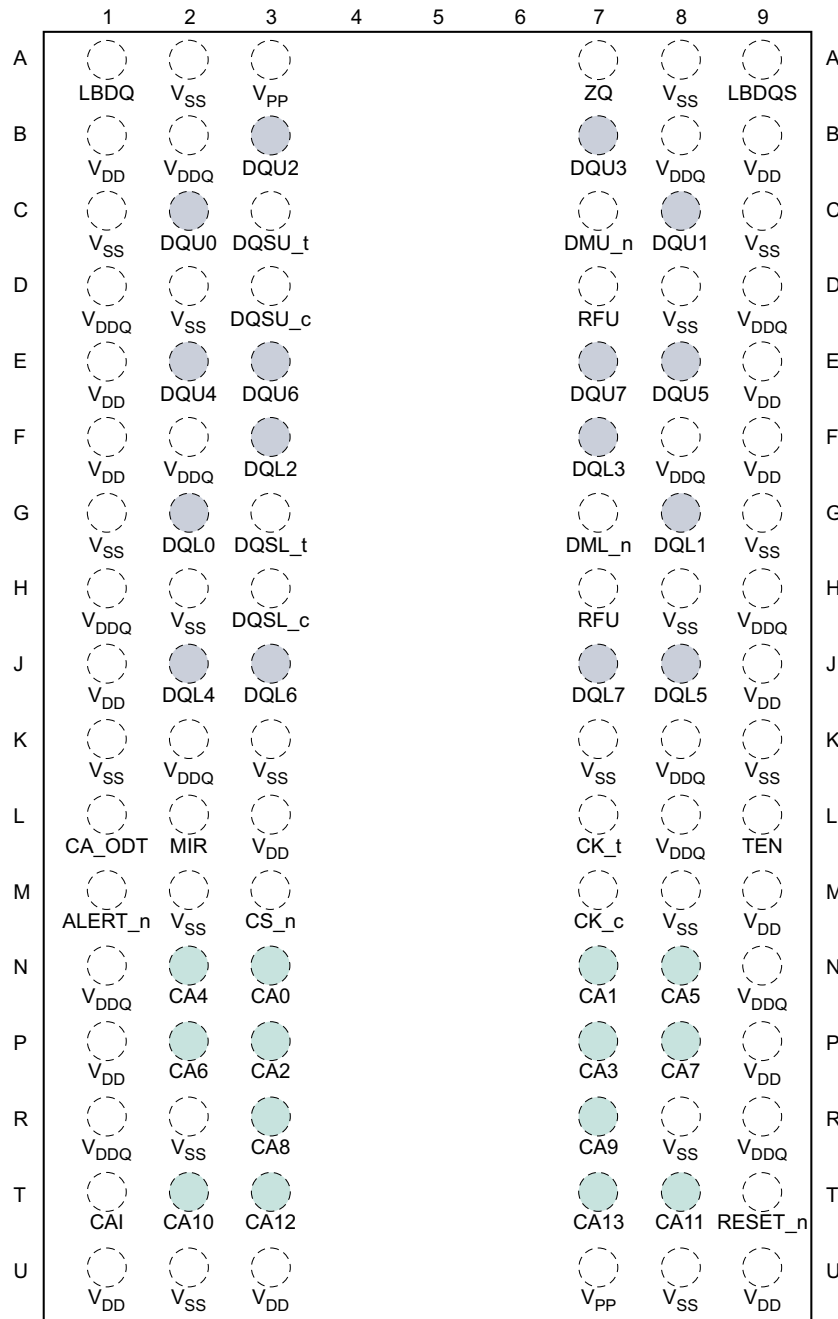 1 2 3 4 5 6 7 8 9
A A
LBDQ VSS VPP ZQ VSS LBDQS
B B
VDD VDDQ DQU2 DQU3 VDDQ VDD
C C
VSS DQU0 DQSU_t DMU_n DQU1 VSS
D D
VDDQ VSS DQSU_c RFU VSS VDDQ
E E
VDD DQU4 DQU6 DQU7 DQU5 VDD
F F
VDD VDDQ DQL2 DQL3 VDDQ VDD
G G
VSS DQL0 DQSL_t DML_n DQL1 VSS
H H
VDDQ VSS DQSL_c RFU VSS VDDQ
J J
VDD DQL4 DQL6 DQL7 DQL5 VDD
K K
VSS VDDQ VSS VSS VDDQ VSS
L L
CA_ODT MIR VDD CK_t VDDQ TEN
M M
ALERT_n VSS CS_n CK_c VSS VDD
N N
VDDQ CA4 CA0 CA1 CA5 VDDQ
P P
VDD CA6 CA2 CA3 CA7 VDD
R R
VDDQ VSS CA8 CA9 VSS VDDQ
T T
CAI CA10 CA12 CA13 CA11 RESET_n
U U
VDD VSS VDD VPP VSS VDD